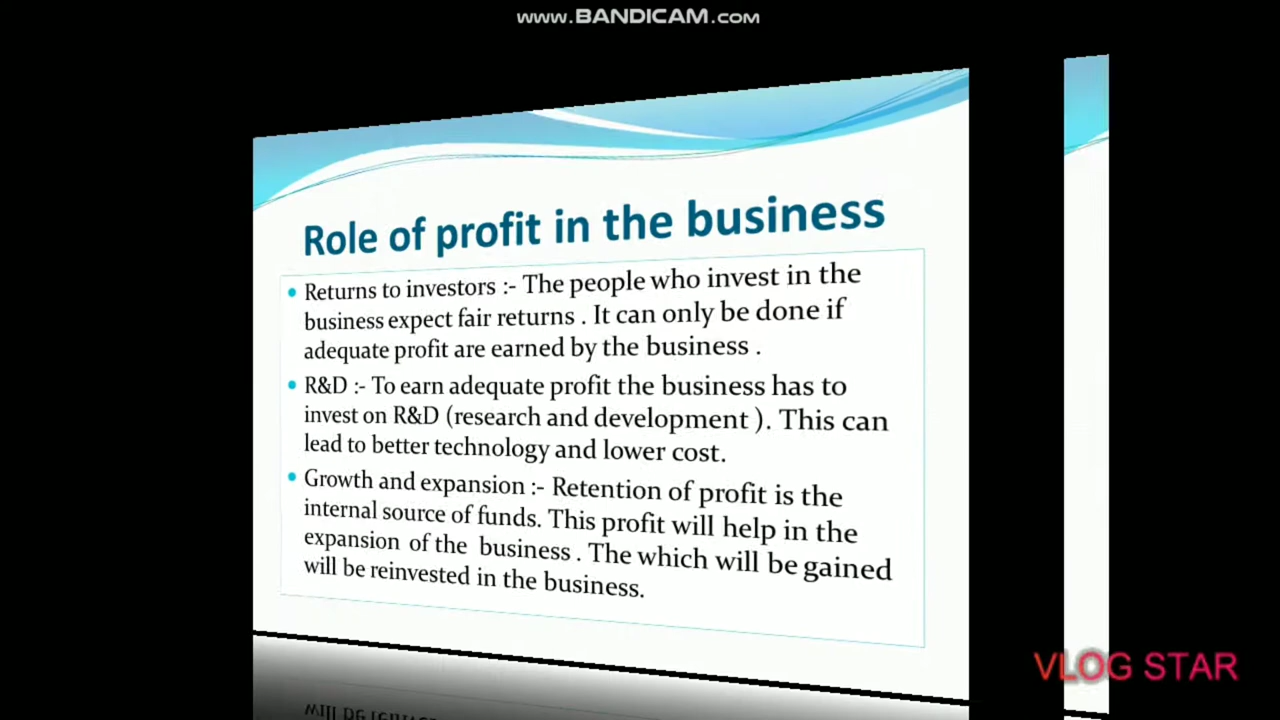 www.BANDICAM.com
Role of profit in the business
Returns to investors :- The people who invest in the
business expect fair returns . It can only be done if
adequate profit are earned by the business .
R&D :- To earn adequate profit the business has to
invest on R&D (research and development ). This can
lead to better technology and lower cost.
Growth and expansion :- Retention of profit is the
internal source of funds. This profit will help in the
expansion of the business . The which will be gained
will be reinvested in the business.
VLOG STAR